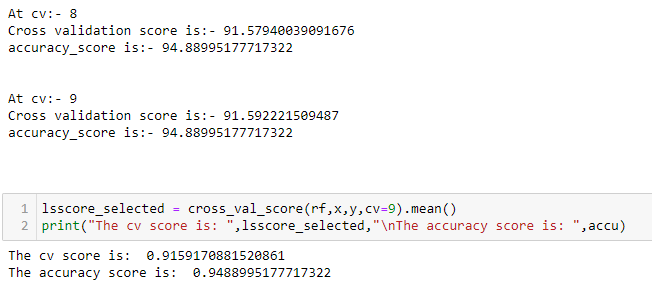 At cv:- 8
Cross validation score is:- 91.57940039091676
accuracy_score is:- 94.88995177717322
At cv:- 9
Cross validation score is:- 91.592221509487
accuracy_score is:- 94.88995177717322
1 lsscore_selected = cross_val_score(rf,x,y,cv=9).mean()
2 print("The cv score is: ",lsscore_selected,"\nThe accuracy score is: ",accu)
The cv score is:  0.9159170881520861
The accuracy score is:  0.9488995177717322